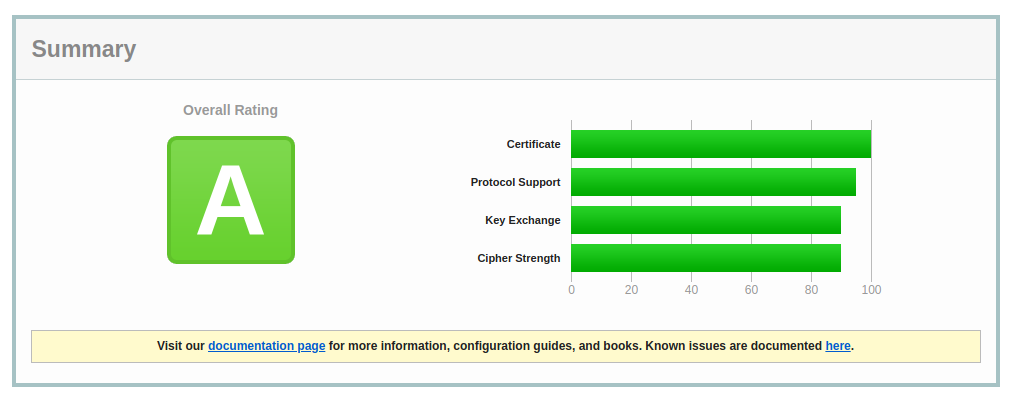 Summary
Overall Rating
A
Certificate
Protocol Support
Key Exchange
Cipher Strength
0 20 40 60 80 100
Visit our documentation page for more information, configuration guides, and books. Known issues are documented here.